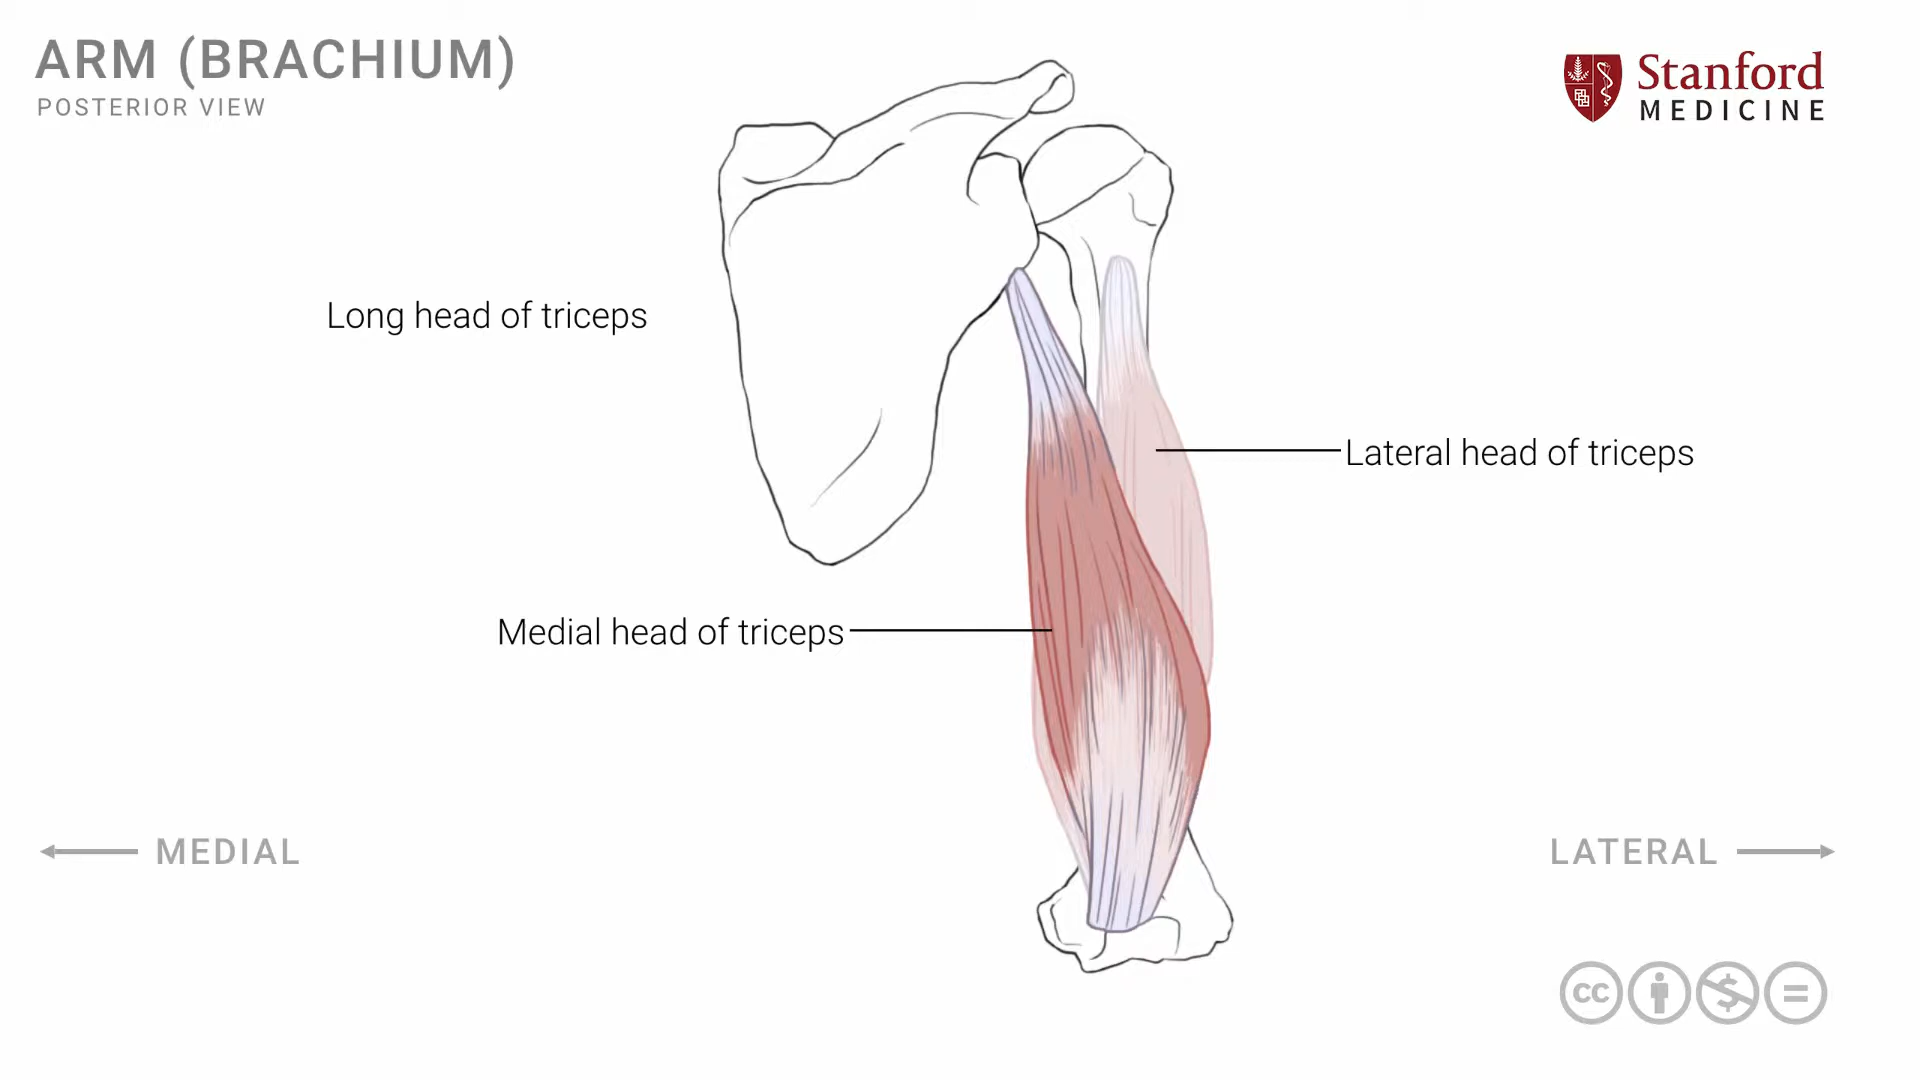 ARM (BRACHIUM)
POSTERIOR VIEW
Stanford
MEDICINE
Long head of triceps
Lateral head of triceps
Medial head of triceps
MEDIAL
LATERAL
cc
$
=